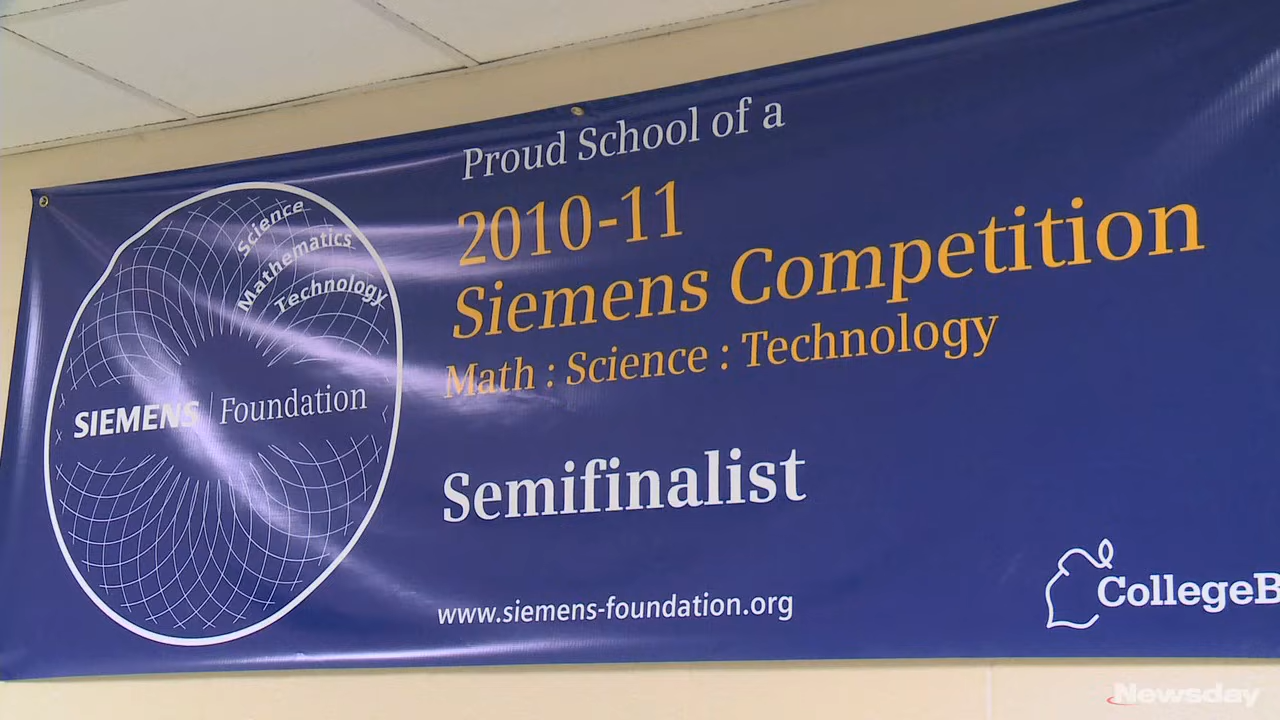 Proud School of a
2010-11
Siemens Competition
Math : Science : Technology
Semifinalist
www.siemens-foundation.org
Science
Mathematics
Technology
SIEMENS | Foundation
CollegeB
Newsday